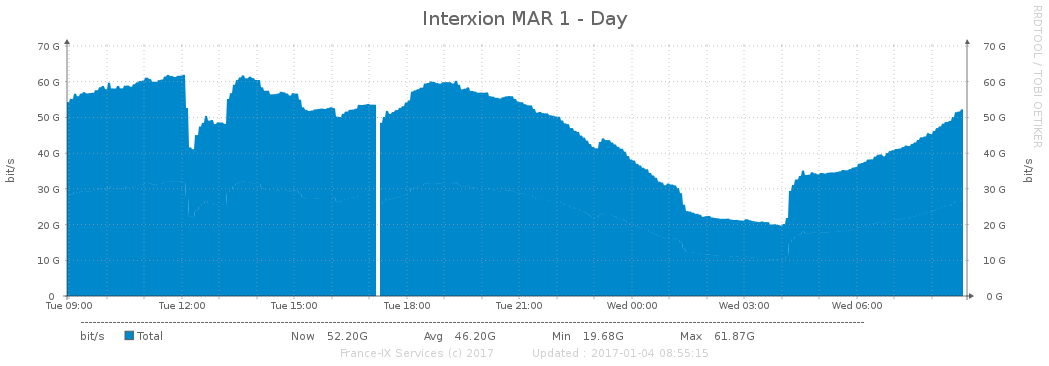 Interxion MAR 1 - Day
RRDTOOL / TOBI OETIKER
bit/s
70 G 70 G
60 G 60 G
50 G 50 G
40 G 40 G
30 G 30 G
20 G 20 G
10 G 10 G
0 0 G
bit/s
Tue 09:00 Tue 12:00 Tue 15:00 Tue 18:00 Tue 21:00 Wed 00:00 Wed 03:00 Wed 06:00
bit/s Total Now 52.20G Avg 46.20G Min 19.68G Max 61.87G
France-IX Services (c) 2017 Updated : 2017-01-04 08:55:15